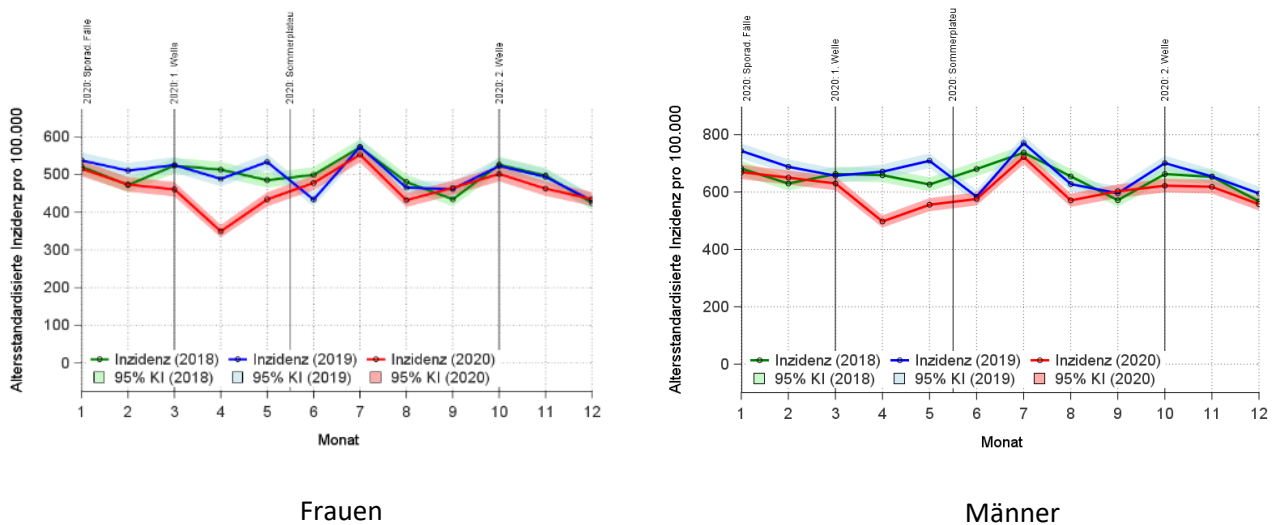 2020: Sporad. Fälle
2020: 1. Welle
2020: Sommerplateu
2020: 2. Welle
Altersstandardisierte Inzidenz pro 100.000
600
500
400
300
200
100
0
Inzidenz (2018) Inzidenz (2019) Inzidenz (2020)
95% KI (2018) 95% KI (2019) 95% KI (2020)
1 2 3 4 5 6 7 8 9 10 11 12
Monat
Frauen
2020: Sporad. Fälle
2020: 1. Welle
2020: Sommerplateu
2020: 2. Welle
Altersstandardisierte Inzidenz pro 100.000
800
600
400
200
0
Inzidenz (2018) Inzidenz (2019) Inzidenz (2020)
95% KI (2018) 95% KI (2019) 95% KI (2020)
1 2 3 4 5 6 7 8 9 10 11 12
Monat
Männer